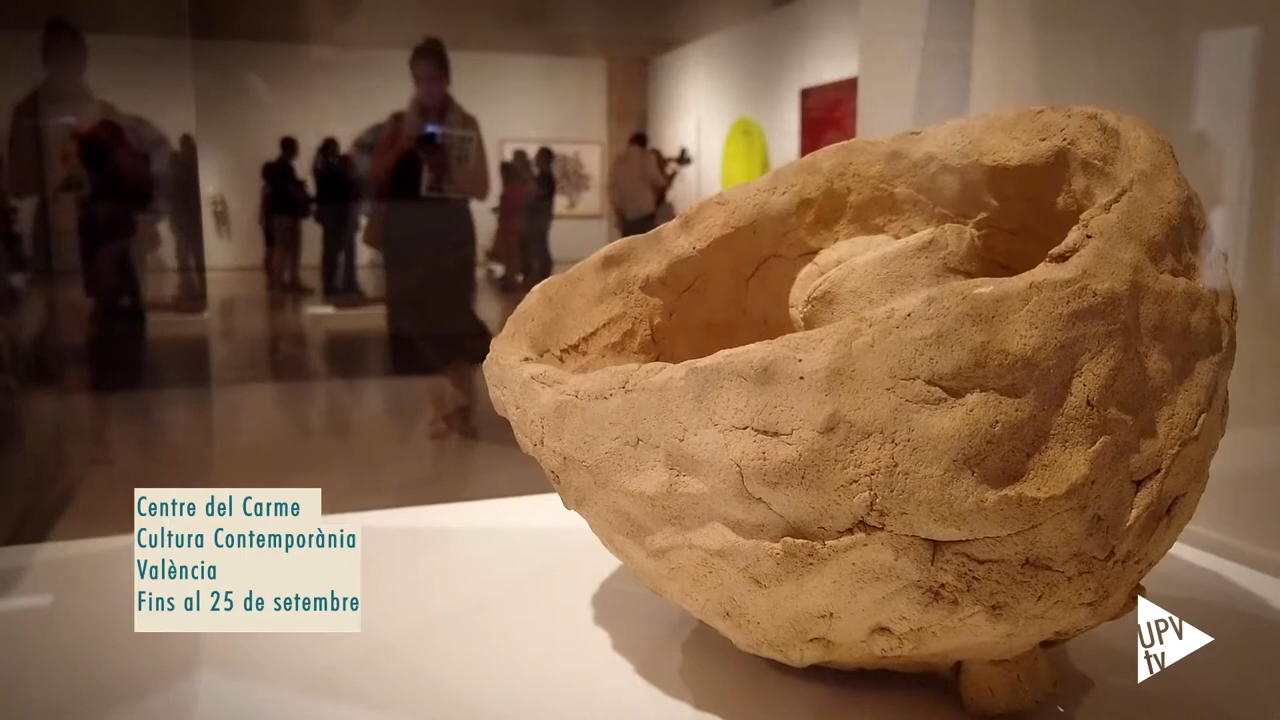 Centre del Carme
Cultura Contemporània
València
Fins al 25 de setembre
UPV
tv